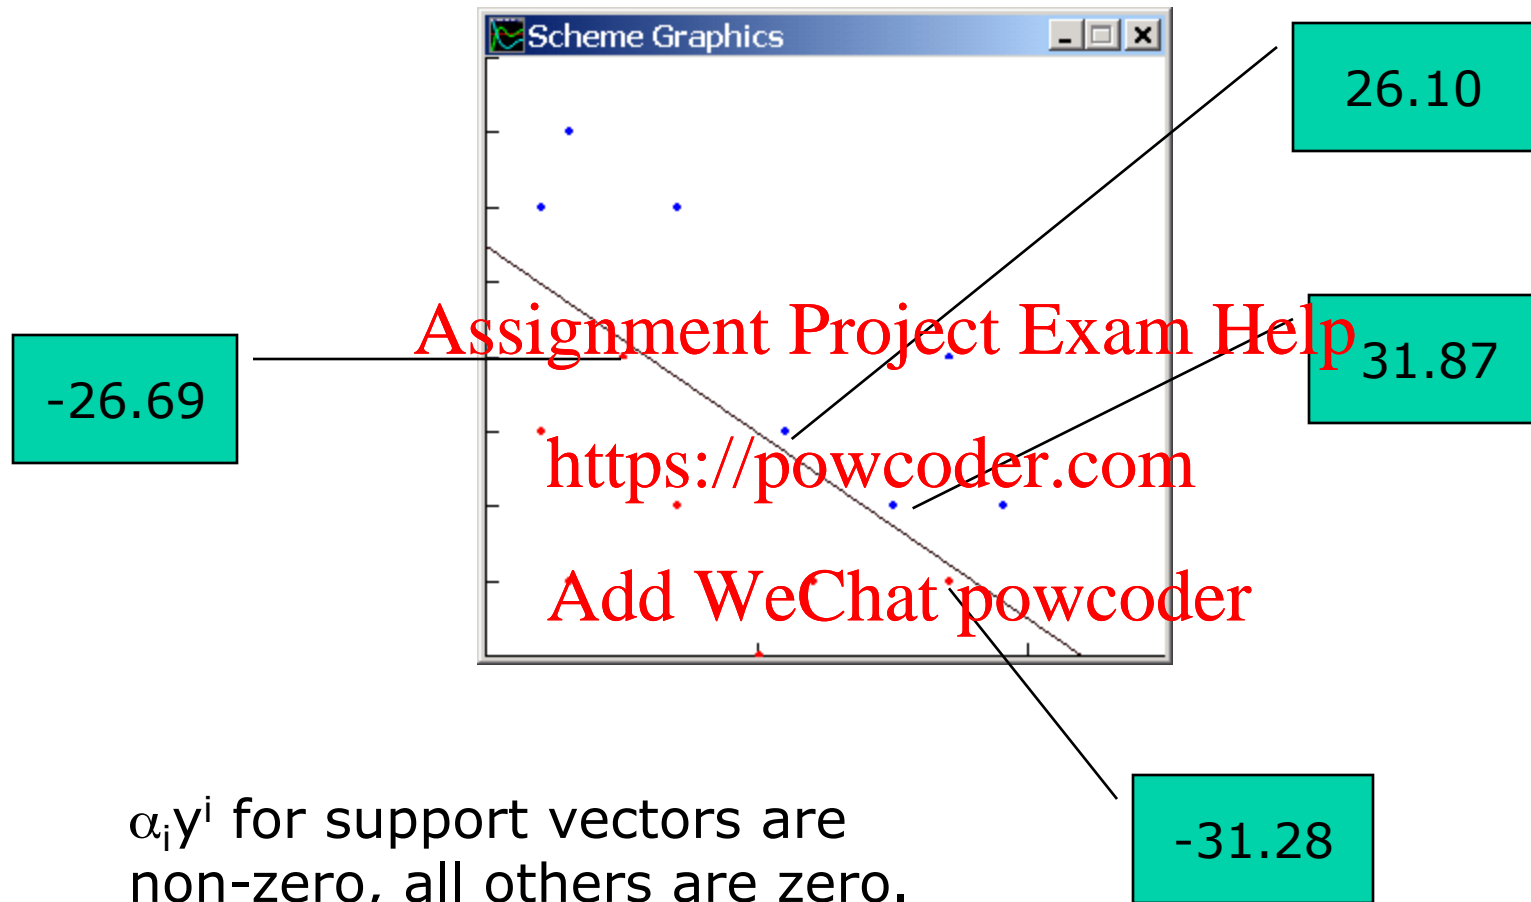 Scheme Graphics
26.10
Assignment Project Exam Help
31.87
-26.69
https://powcoder.com
Add WeChat powcoder
-31.28
αᵢyⁱ for support vectors are
non-zero, all others are zero.